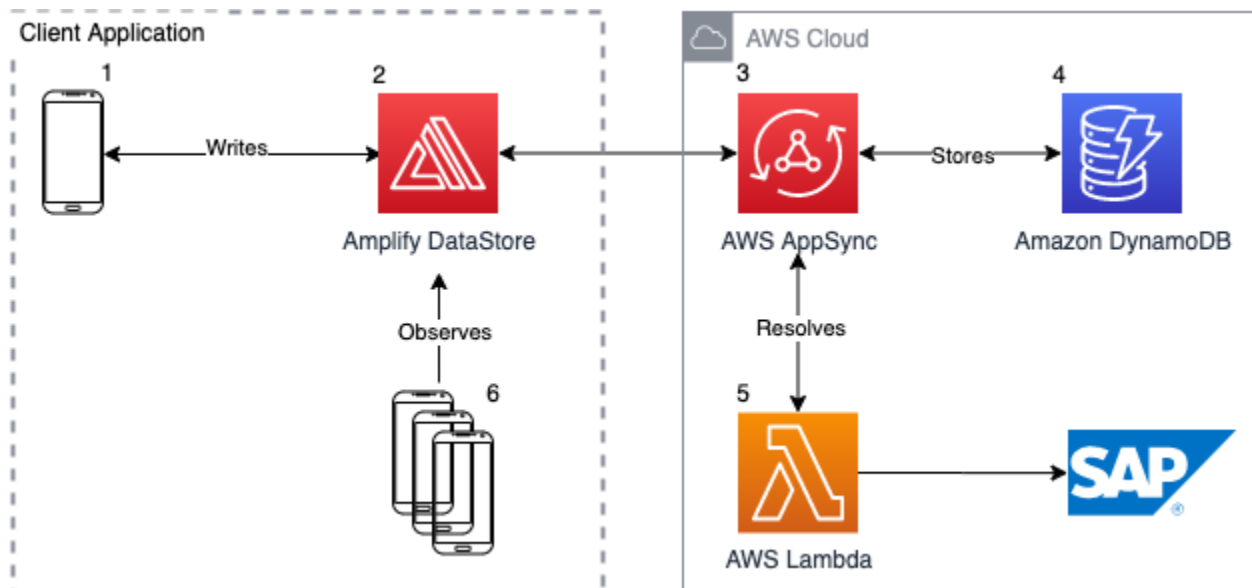 Client Application
AWS Cloud
1
2
3
4
Writes
Stores
Amplify DataStore
AWS AppSync
Amazon DynamoDB
Observes
Resolves
6
5
SAP®
AWS Lambda